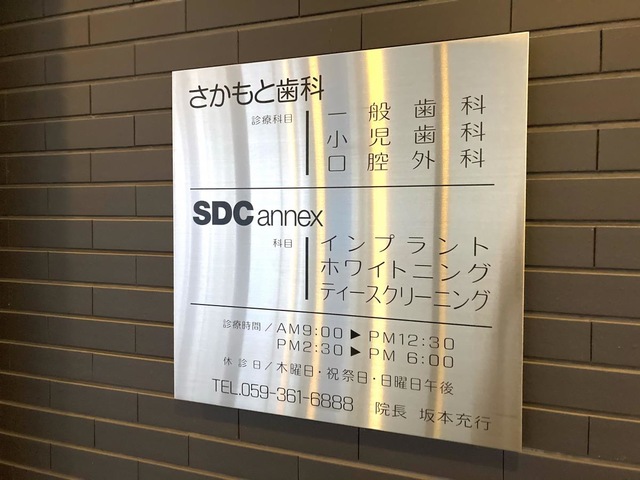 さかもと歯科
診療科目
一般歯科
小児歯科
口腔外科
SDC annex
科目
インプラント
ホワイトニング
ティースクリーニング
診療時間／AM9:00 ▶ PM12:30
PM2:30 ▶ PM 6:00
休診日／木曜日・祝祭日・日曜日午後
TEL.059-361-6888 院長 坂本充行